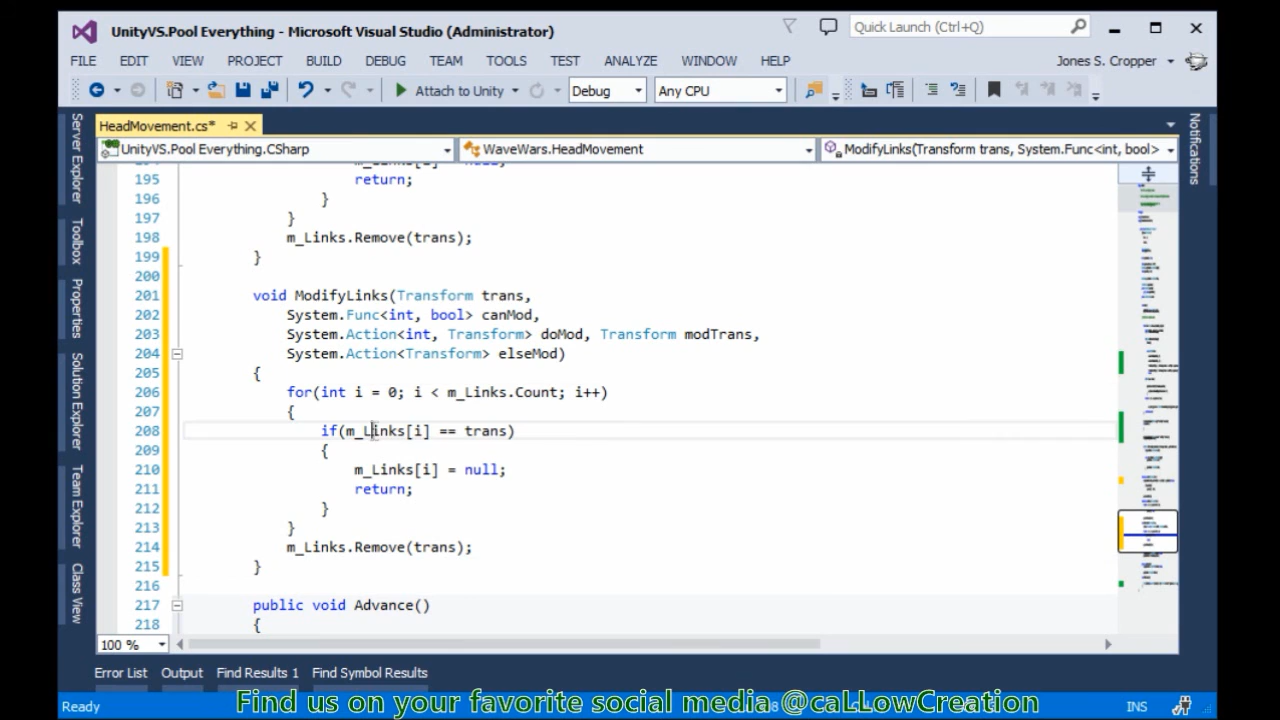 UnityVS.Pool Everything - Microsoft Visual Studio (Administrator)
Quick Launch (Ctrl+Q)
FILE EDIT VIEW PROJECT BUILD DEBUG TEAM TOOLS TEST ANALYZE WINDOW HELP
Jones S. Cropper
Attach to Unity
Debug
Any CPU
HeadMovement.cs*
UnityVS.Pool Everything.CSharp
WaveWars.HeadMovement
ModifyLinks(Transform trans, System.Func<int, bool>
Server Explorer
Toolbox
Properties
Solution Explorer
Team Explorer
Class View
Notifications
195 return;
196 }
197 }
198 m_Links.Remove(trans);
199 }
200
201 void ModifyLinks(Transform trans,
202 System.Func<int, bool> canMod,
203 System.Action<int, Transform> doMod, Transform modTrans,
204 System.Action<Transform> elseMod)
205 {
206 for(int i = 0; i < m_Links.Count; i++)
207 {
208 if(m_Links[i] == trans)
209 {
210 m_Links[i] = null;
211 return;
212 }
213 }
214 m_Links.Remove(trans);
215 }
216
217 public void Advance()
218 {
100 %
Error List Output Find Results 1 Find Symbol Results
Find us on your favorite social media @caLLowCreation
Ready
INS